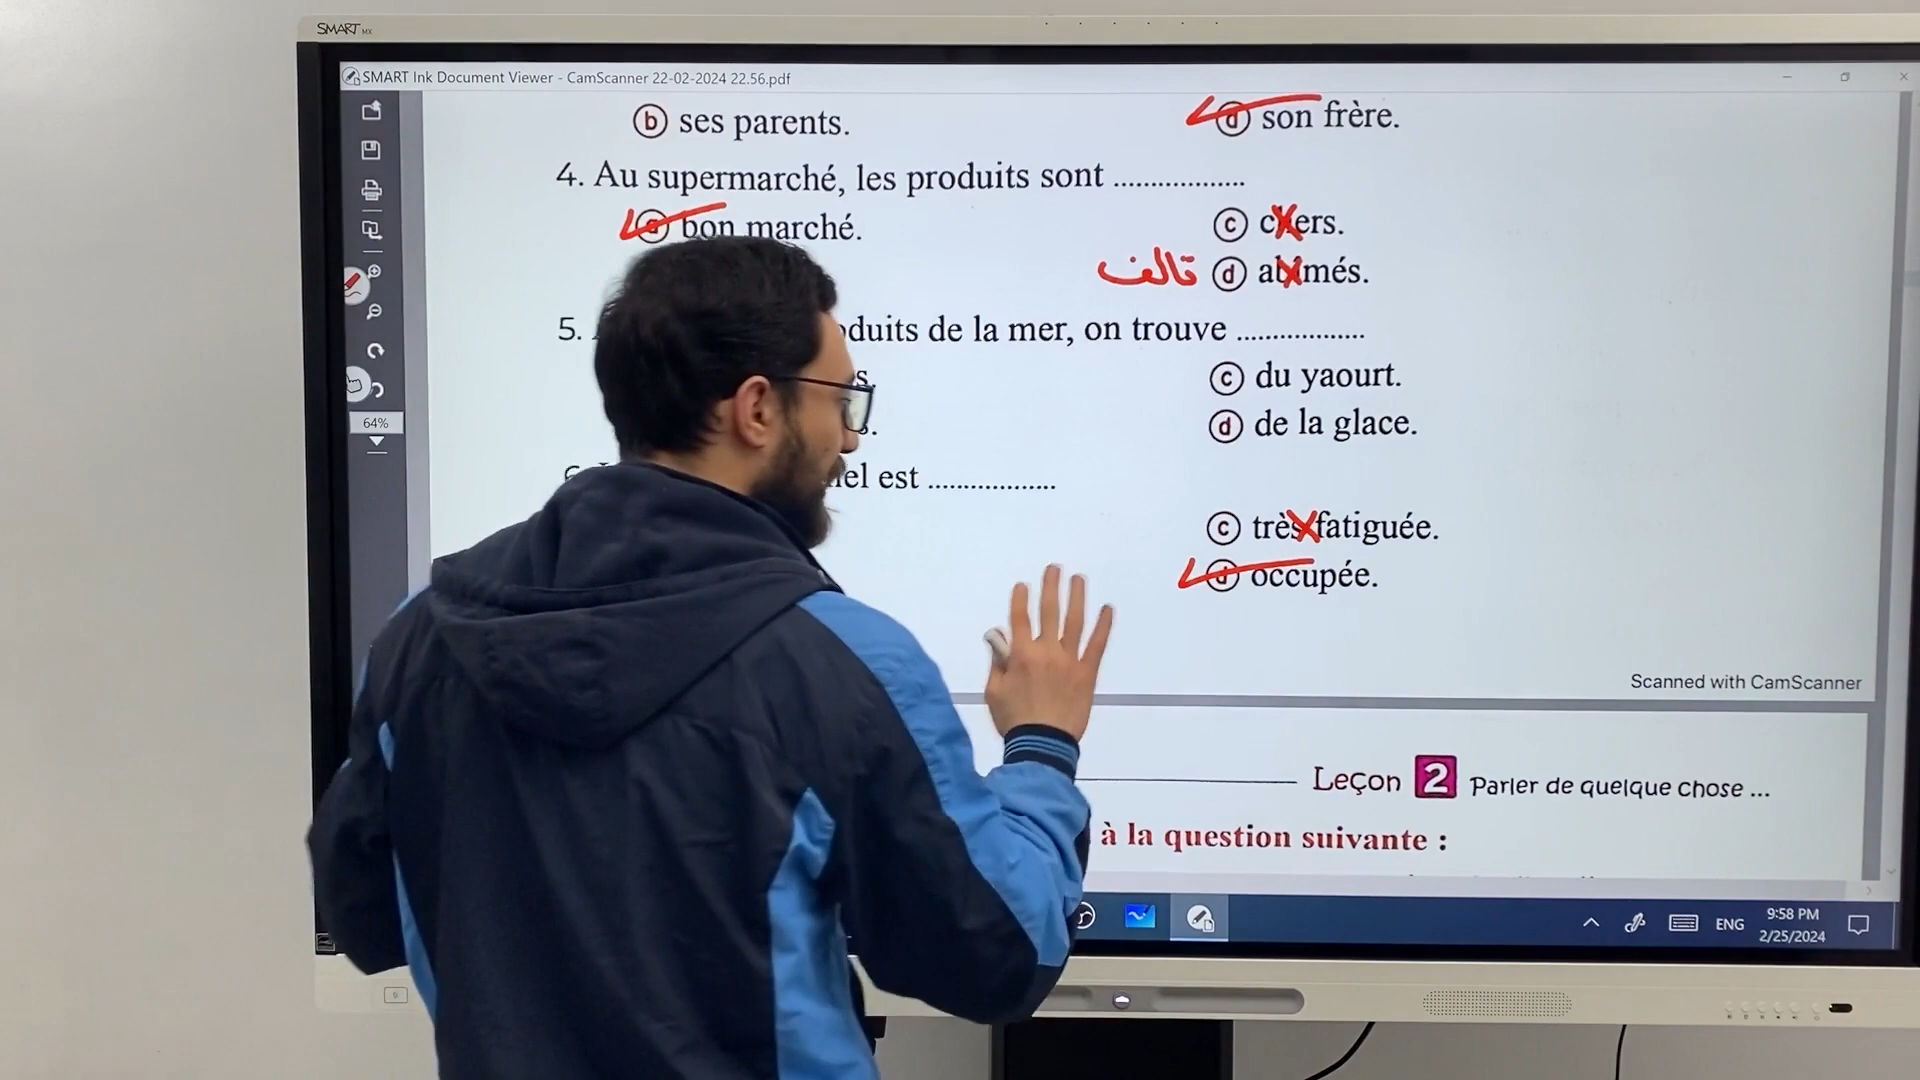 SMART MX
SMART Ink Document Viewer - CamScanner 22-02-2024 22.56.pdf
b ses parents.
d son frère.
4. Au supermarché, les produits sont ..................
a bon marché.
c chers.
تالف d abîmés.
5. duits de la mer, on trouve ..................
s.
c du yaourt.
s.
d de la glace.
el est ..................
c très fatiguée.
d occupée.
64%
Scanned with CamScanner
Leçon 2 Parler de quelque chose ...
à la question suivante :
ENG
9:58 PM
2/25/2024